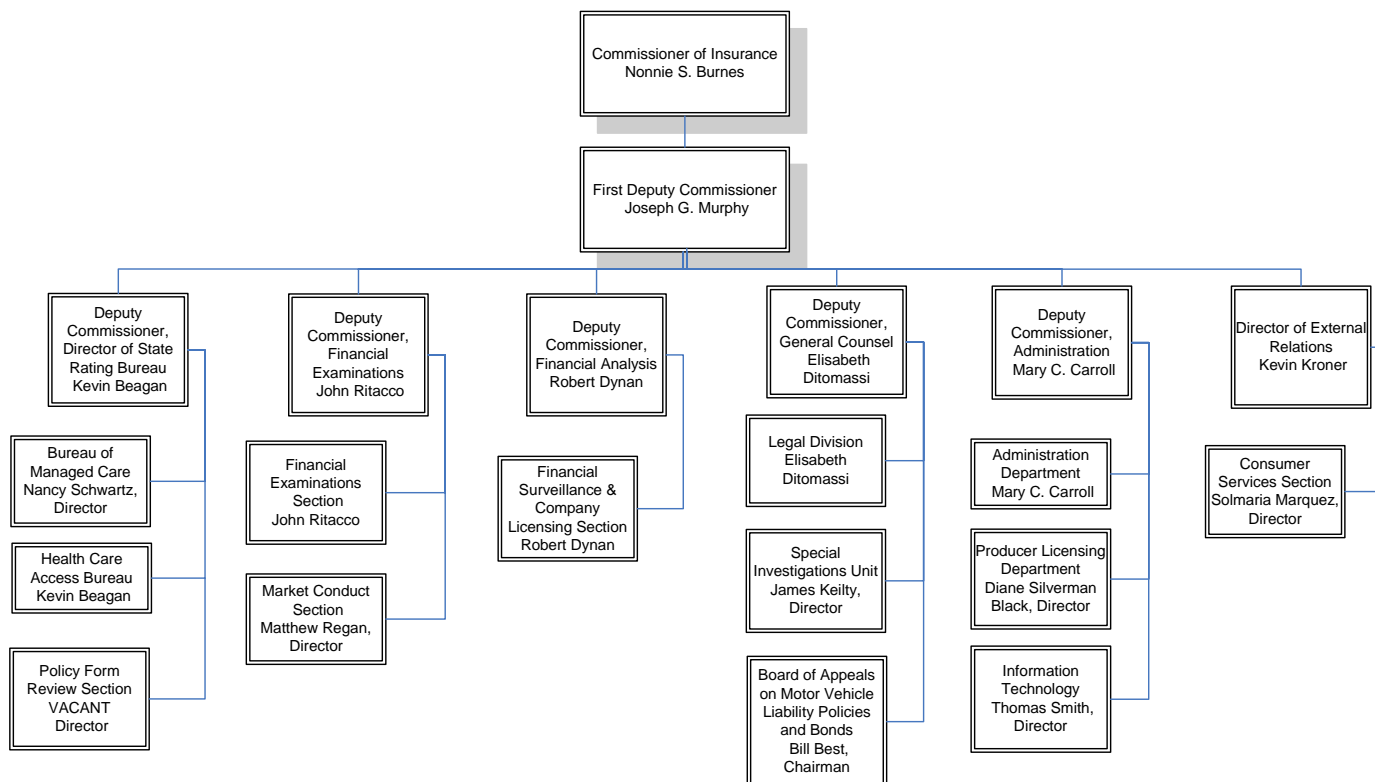 Commissioner of Insurance
Nonnie S. Burnes
First Deputy Commissioner
Joseph G. Murphy
Deputy
Commissioner,
Director of State
Rating Bureau
Kevin Beagan
Deputy
Commissioner,
Financial
Examinations
John Ritacco
Deputy
Commissioner,
Financial Analysis
Robert Dynan
Deputy
Commissioner,
General Counsel
Elisabeth
Ditomassi
Deputy
Commissioner,
Administration
Mary C. Carroll
Director of External
Relations
Kevin Kroner
Bureau of
Managed Care
Nancy Schwartz,
Director
Financial
Examinations
Section
John Ritacco
Financial
Surveillance &
Company
Licensing Section
Robert Dynan
Legal Division
Elisabeth
Ditomassi
Administration
Department
Mary C. Carroll
Consumer
Services Section
Solmaria Marquez,
Director
Health Care
Access Bureau
Kevin Beagan
Market Conduct
Section
Matthew Regan,
Director
Special
Investigations Unit
James Keilty,
Director
Producer Licensing
Department
Diane Silverman
Black, Director
Policy Form
Review Section
VACANT
Director
Board of Appeals
on Motor Vehicle
Liability Policies
and Bonds
Bill Best,
Chairman
Information
Technology
Thomas Smith,
Director